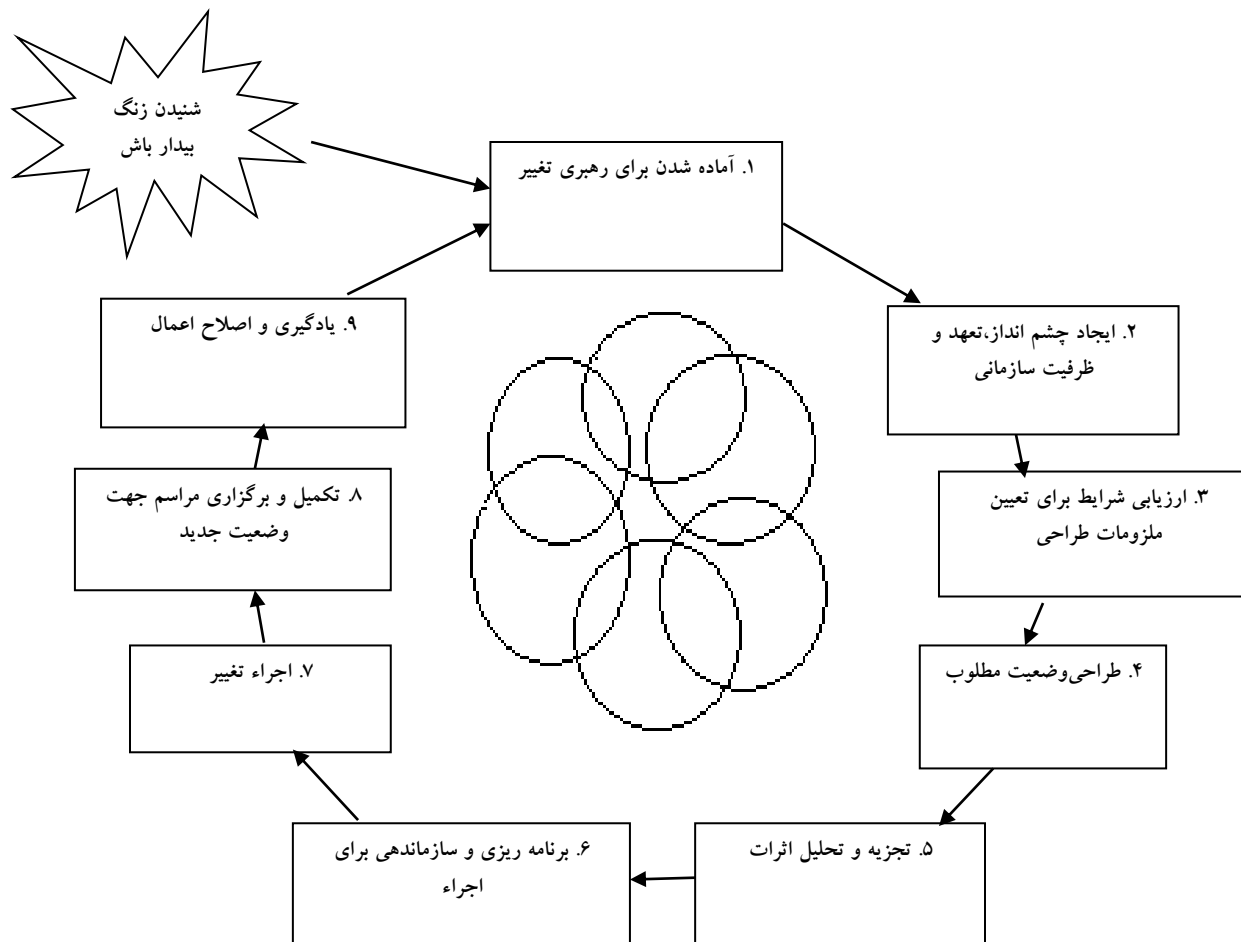 شنیدن زنگ
بیدار باش
۱. آماده شدن برای رهبری تغییر
۲. ایجاد چشم انداز،تعهد و
ظرفیت سازمانی
۳. ارزیابی شرایط برای تعیین
ملزومات طراحی
۴. طراحی‌وضعیت مطلوب
۵. تجزیه و تحلیل اثرات
۶. برنامه ریزی و سازماندهی برای
اجراء
۷. اجراء تغییر
۸. تکمیل و برگزاری مراسم جهت
وضعیت جدید
۹. یادگیری و اصلاح اعمال